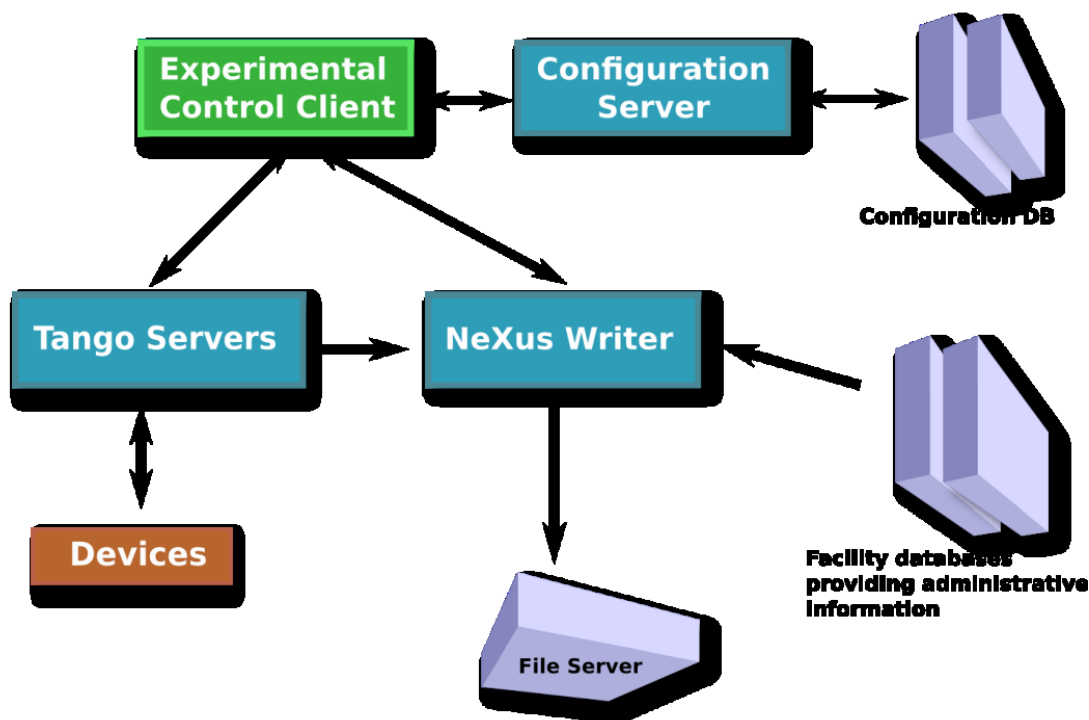 Experimental
Control Client
Configuration
Server
Configuration DB
Tango Servers
NeXus Writer
Devices
Facility databases
providing administrative
information
File Server